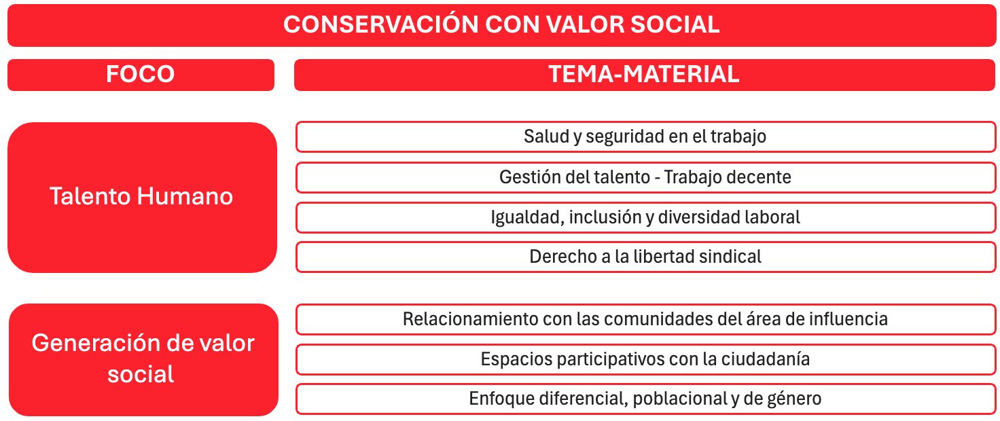 CONSERVACIÓN CON VALOR SOCIAL
FOCO
TEMA-MATERIAL
Talento Humano
Salud y seguridad en el trabajo
Gestión del talento - Trabajo decente
Igualdad, inclusión y diversidad laboral
Derecho a la libertad sindical
Generación de valor
social
Relacionamiento con las comunidades del área de influencia
Espacios participativos con la ciudadanía
Enfoque diferencial, poblacional y de género